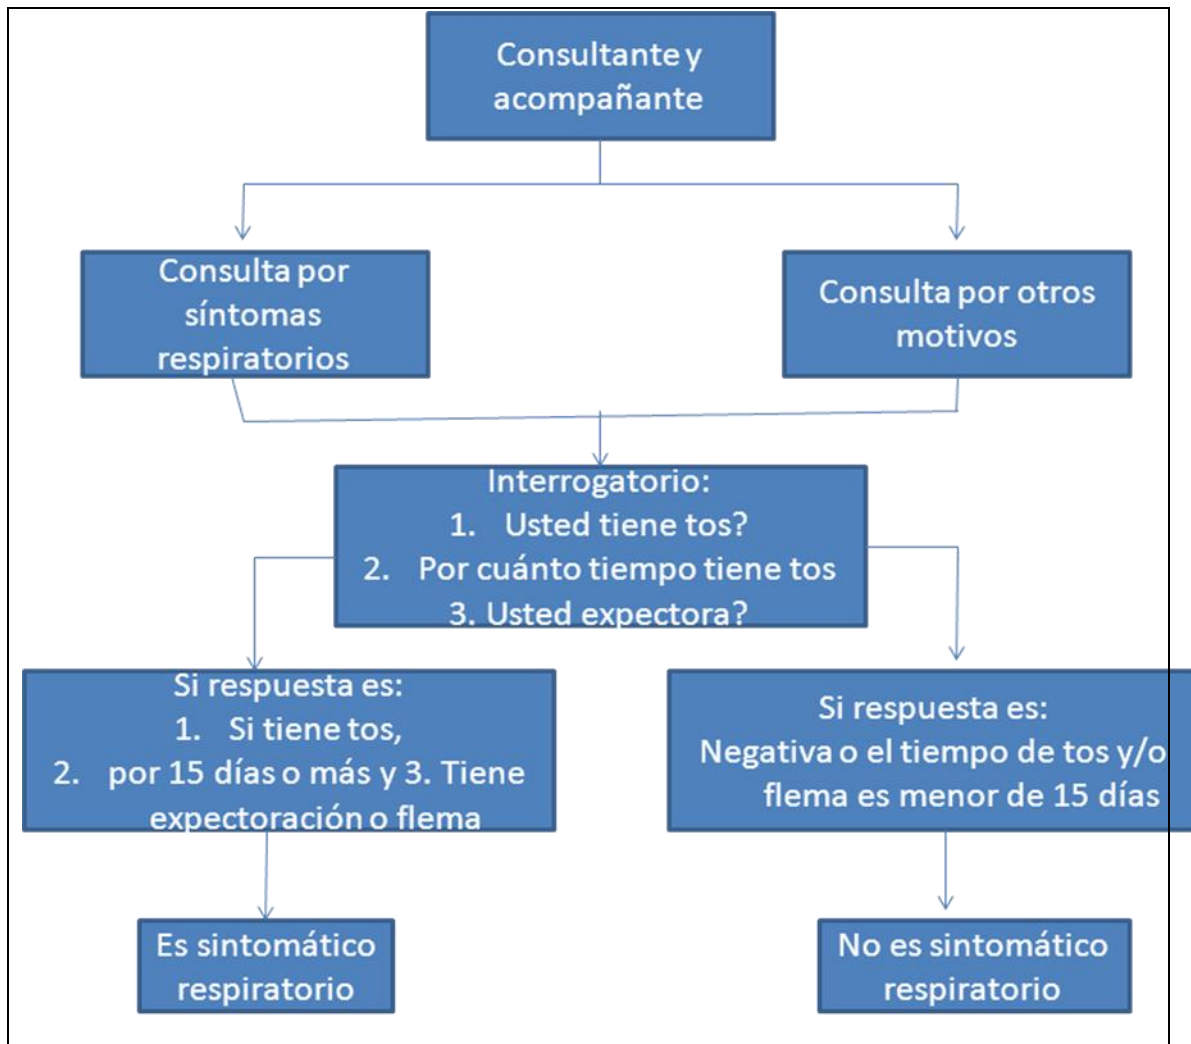 Consultante y
acompañante
Consulta por
síntomas
respiratorios
Consulta por otros
motivos
Interrogatorio:
1. Usted tiene tos?
2. Por cuánto tiempo tiene tos
3. Usted expectora?
Si respuesta es:
1. Si tiene tos,
2. por 15 días o más y 3. Tiene
expectoración o flema
Si respuesta es:
Negativa o el tiempo de tos y/o
flema es menor de 15 días
Es sintomático
respiratorio
No es sintomático
respiratorio